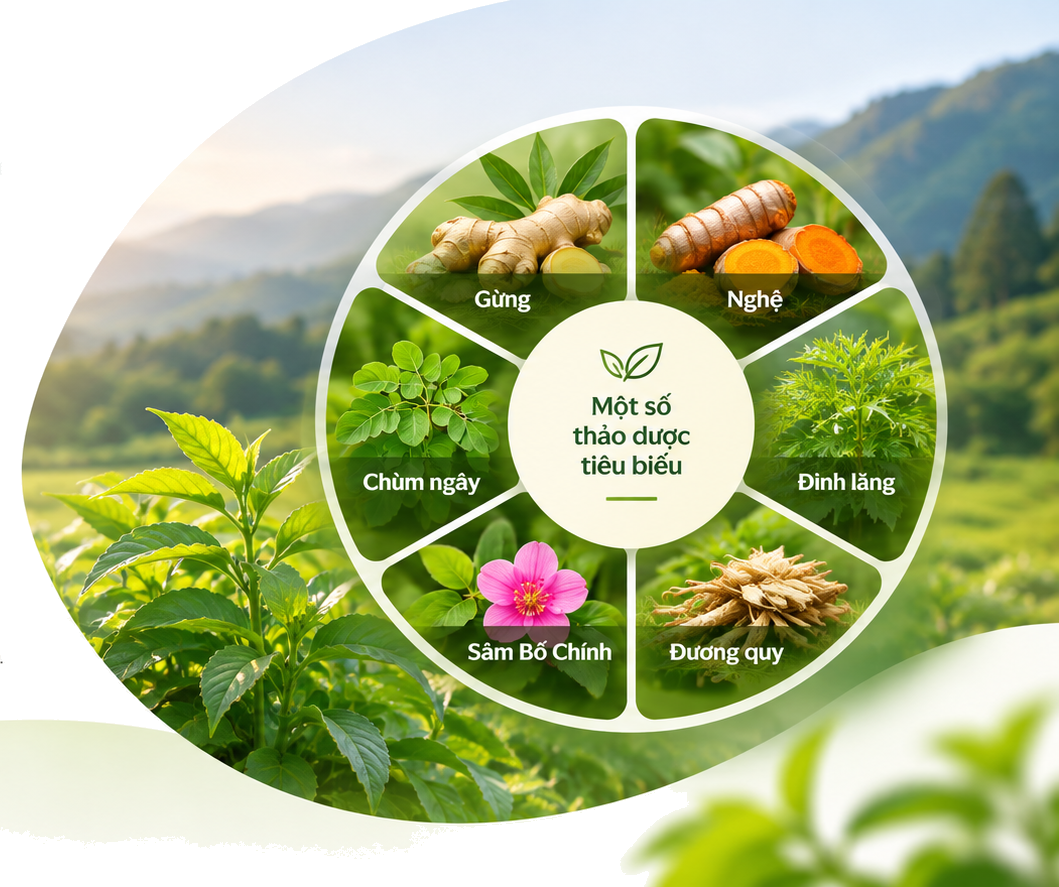 Gừng
Nghệ
Một số
thảo dược
tiêu biểu
Chùm ngây
Đinh lăng
Sâm Bố Chính
Đương quy